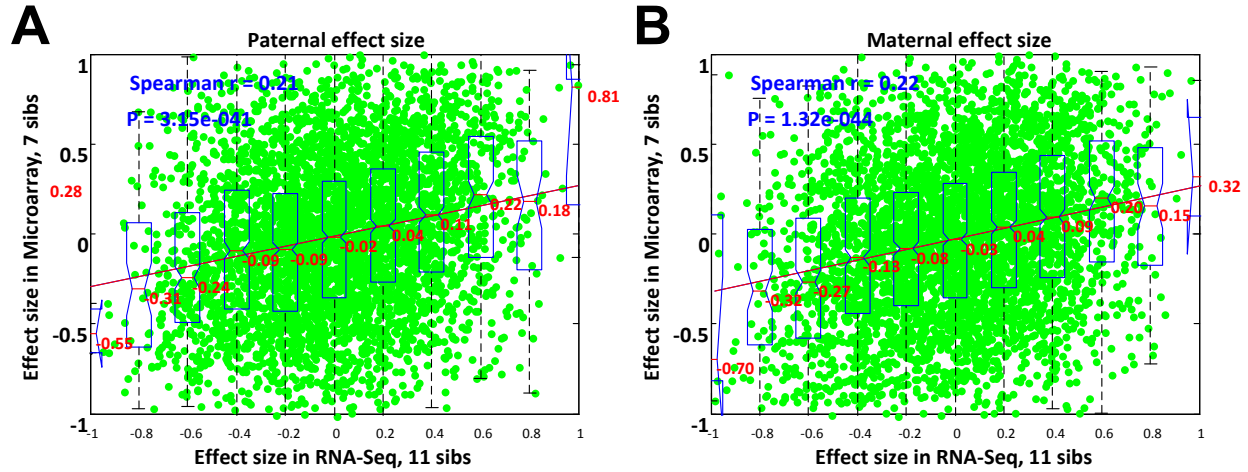 A
Paternal effect size
Effect size in Microarray, 7 sibs
1
0.5
0
-0.5
-1
Spearman r = 0.21
P = 3.15e-041
0.28
0.81
-0.55
-0.31
-0.24
-0.09
-0.09
-0.02
0.04
0.11
0.22
0.18
-1 -0.8 -0.6 -0.4 -0.2 0 0.2 0.4 0.6 0.8 1
Effect size in RNA-Seq, 11 sibs
B
Maternal effect size
Effect size in Microarray, 7 sibs
1
0.5
0
-0.5
-1
Spearman r = 0.22
P = 1.32e-044
-0.70
-0.32
-0.27
-0.13
-0.08
-0.03
0.04
0.09
0.20
0.15
0.32
-1 -0.8 -0.6 -0.4 -0.2 0 0.2 0.4 0.6 0.8 1
Effect size in RNA-Seq, 11 sibs